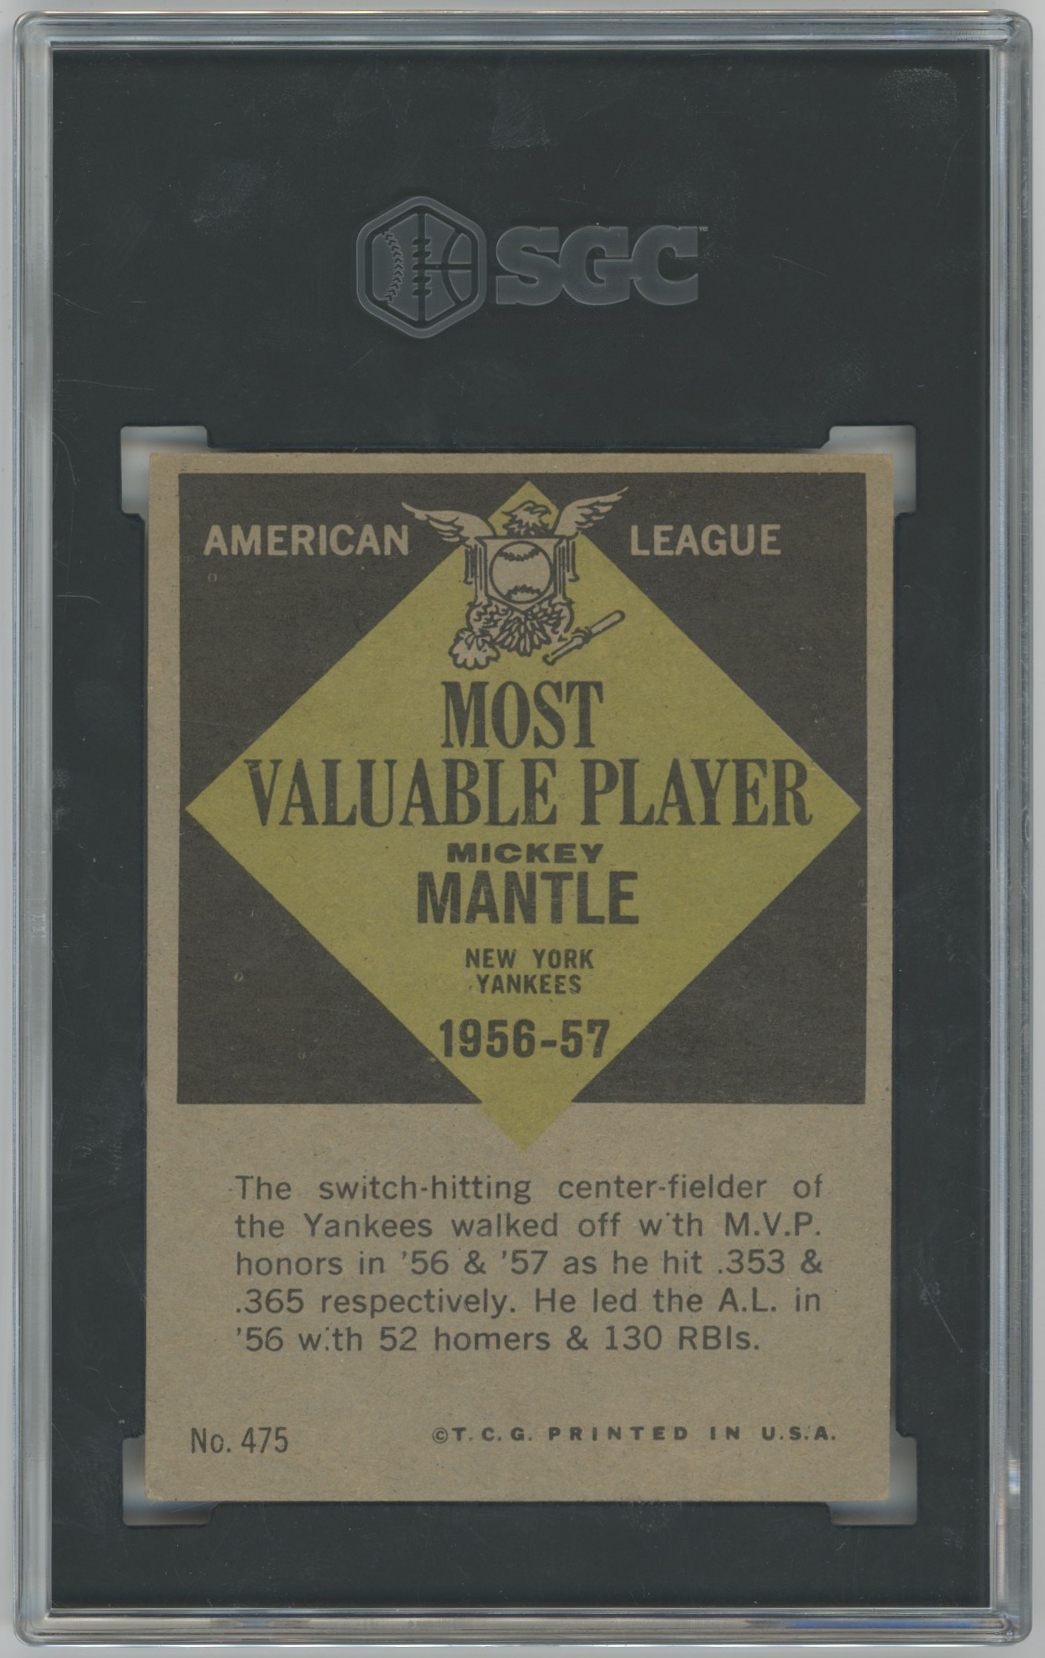 SGC™
AMERICAN LEAGUE
MOST
VALUABLE PLAYER
MICKEY
MANTLE
NEW YORK
YANKEES
1956-57
The switch-hitting center-fielder of
the Yankees walked off w'th M.V.P.
honors in '56 & '57 as he hit .353 &
.365 respectively. He led the A.L. in
'56 w.th 52 homers & 130 RBIs.
No. 475 ©T.C.G. PRINTED IN U.S.A.